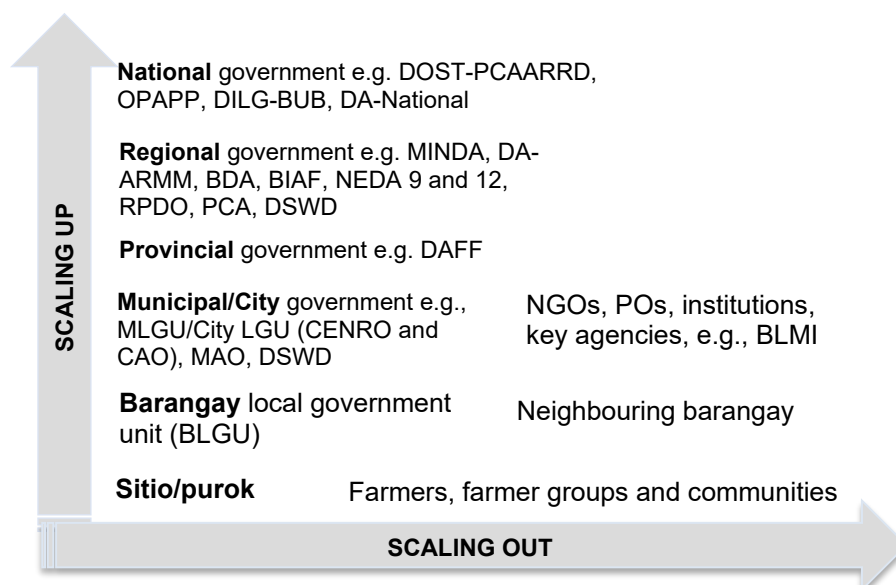 National government e.g. DOST-PCAARRD,
OPAPP, DILG-BUB, DA-National
Regional government e.g. MINDA, DA-
ARMM, BDA, BIAF, NEDA 9 and 12,
RPDO, PCA, DSWD
Provincial government e.g. DAFF
Municipal/City government e.g.,
MLGU/City LGU (CENRO and
CAO), MAO, DSWD
NGOs, POs, institutions,
key agencies, e.g., BLMI
Barangay local government
unit (BLGU)
Neighbouring barangay
Sitio/purok
Farmers, farmer groups and communities
SCALING UP
SCALING OUT